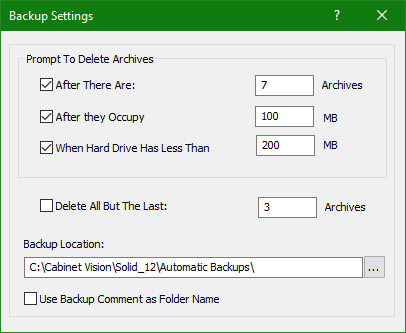 Backup Settings ? ×
Prompt To Delete Archives
After There Are: 7 Archives
After they Occupy 100 MB
When Hard Drive Has Less Than 200 MB
Delete All But The Last: 3 Archives
Backup Location:
C:\Cabinet Vision\Solid_12\Automatic Backups\ ...
Use Backup Comment as Folder Name